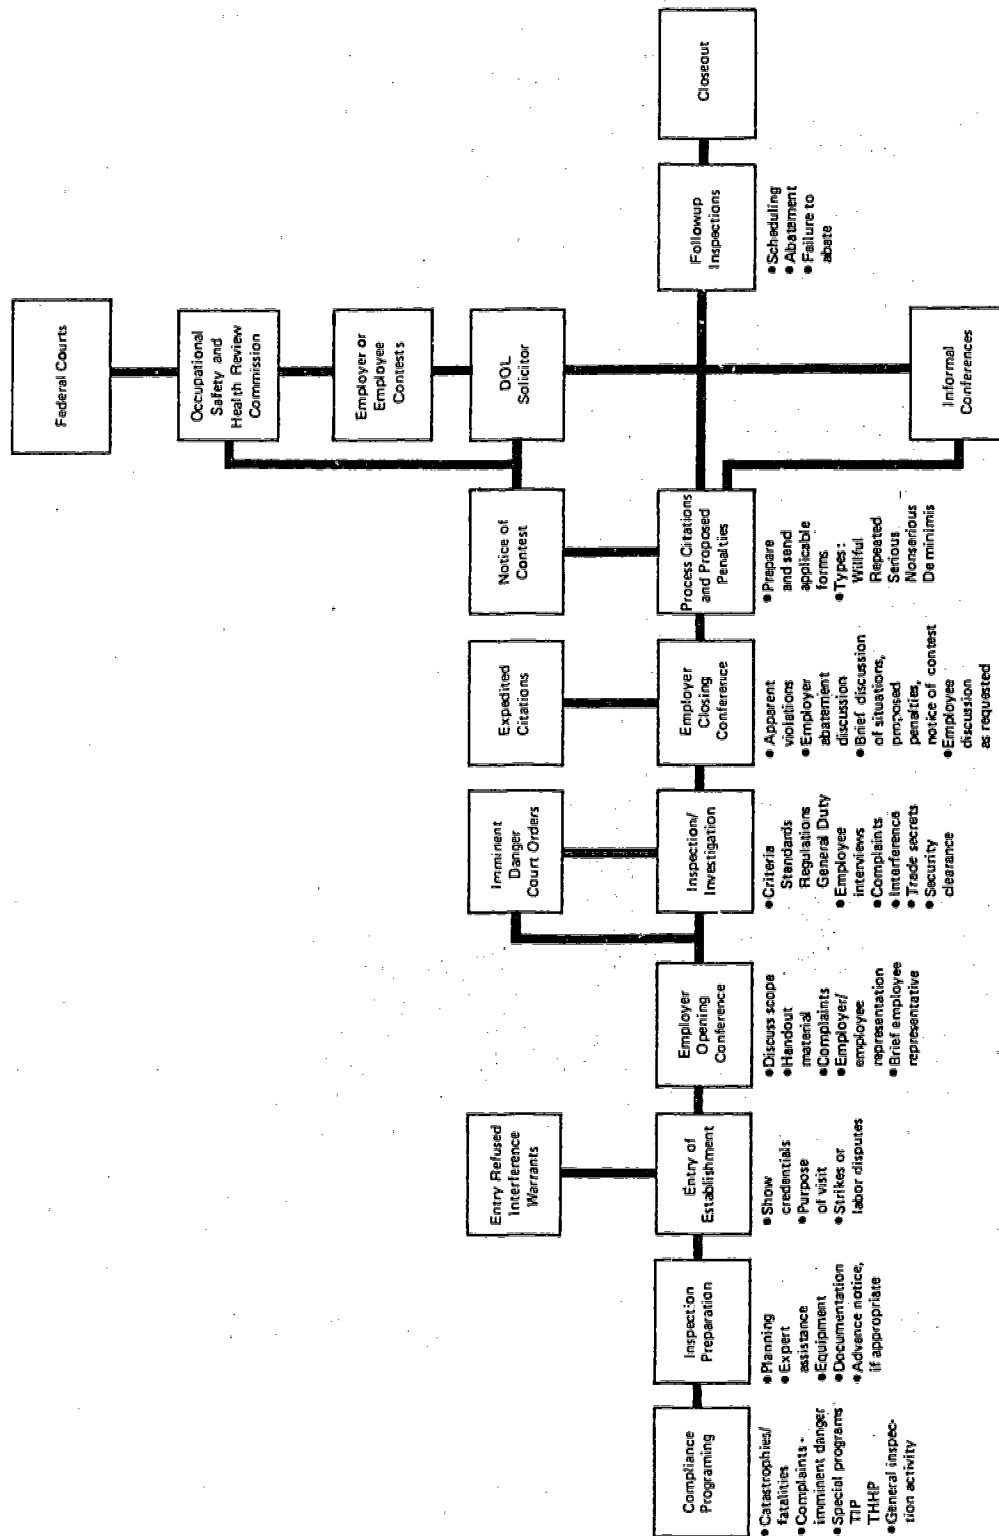 Federal Courts
Occupational
Safety and
Health Review
Commission
Employer or
Employee
Contests
DOL
Solicitor
Entry Refused
Interference
Warrants
Imminent
Danger
Court Orders
Expedited
Citations
Notice of
Contest
Compliance
Programing
Inspection
Preparation
Entry of
Establishment
Employer
Opening
Conference
Inspection/
Investigation
Employer
Closing
Conference
Process Citations
and Proposed
Penalties
Followup
Inspections
Closeout
Informal
Conferences
●Catastrophies/
fatalities
●Complaints -
imminent danger
●Special programs
TIP
THHP
●General inspec-
tion activity
●Planning
●Expert
assistance
●Equipment
●Documentation
●Advance notice,
if appropriate
●Show
credentials
●Purpose
of visit
●Strikes or
labor disputes
●Discuss scope
●Handout
material
●Complaints
●Employer/
employee
representation
●Brief employee
representative
●Criteria
Standards
Regulations
General Duty
●Employee
interviews
●Complaints
●Interference
●Trade secrets
●Security
clearance
●Apparent
violations
●Employer
abatement
discussion
●Brief discussion
of situations,
proposed
penalties,
notice of contest
●Employee
discussion
as requested
●Prepare
and send
applicable
forms
●Types:
Willful
Repeated
Serious
Nonserious
De minimis
●Scheduling
●Abatament
●Failure to
abate